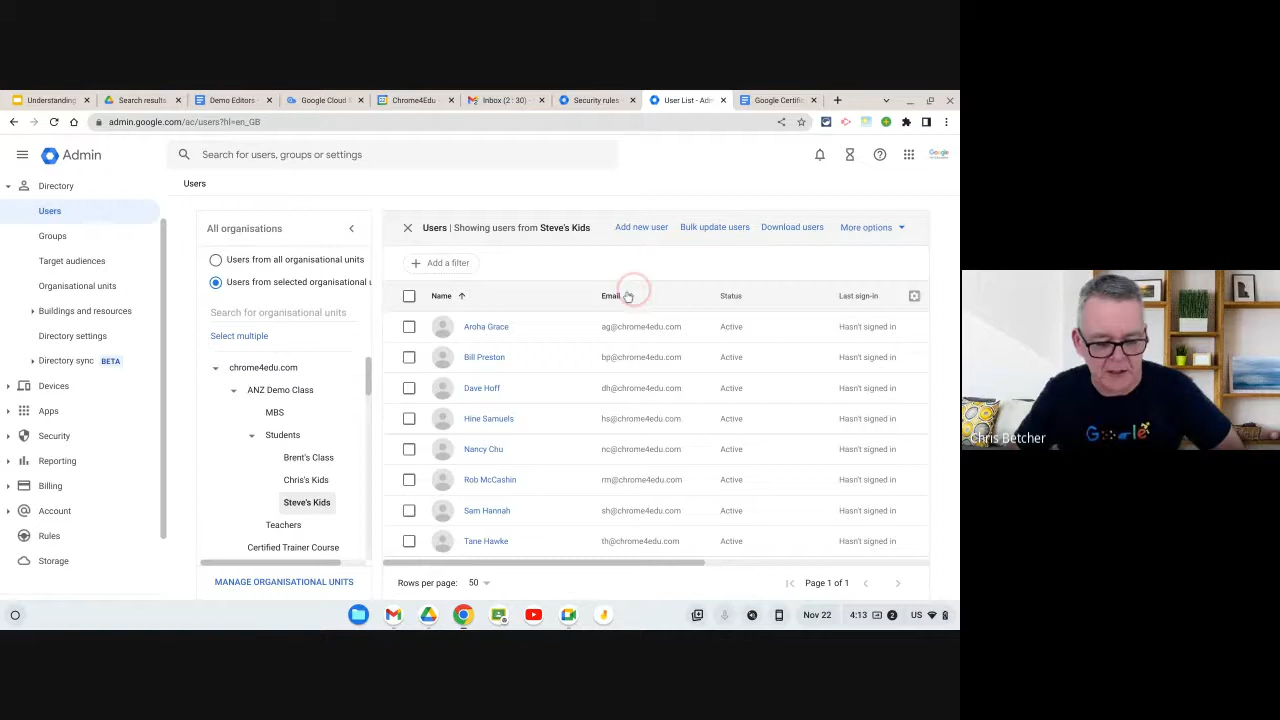 Understanding
Search results
Demo Editors -
Google Cloud S
Chrome4Edu -
Inbox (2 : 30) -
Security rules -
User List - Adm
Google Certific
admin.google.com/ac/users?hl=en_GB
Admin
Search for users, groups or settings
Google
Directory
Users
Groups
Target audiences
Organisational units
Buildings and resources
Directory settings
Directory sync BETA
Devices
Apps
Security
Reporting
Billing
Account
Rules
Storage
Users
All organisations
Users from all organisational units
Users from selected organisational u
Search for organisational units
Select multiple
chrome4edu.com
ANZ Demo Class
MBS
Students
Brent's Class
Chris's Kids
Steve's Kids
Teachers
Certified Trainer Course
MANAGE ORGANISATIONAL UNITS
Users | Showing users from Steve's Kids Add new user Bulk update users Download users More options
Add a filter
Name Email Status Last sign-in
Aroha Grace ag@chrome4edu.com Active Hasn't signed in
Bill Preston bp@chrome4edu.com Active Hasn't signed in
Dave Hoff dh@chrome4edu.com Active Hasn't signed in
Hine Samuels hs@chrome4edu.com Active Hasn't signed in
Nancy Chu nc@chrome4edu.com Active Hasn't signed in
Rob McCashin rm@chrome4edu.com Active Hasn't signed in
Sam Hannah sh@chrome4edu.com Active Hasn't signed in
Tane Hawke th@chrome4edu.com Active Hasn't signed in
Rows per page: 50 Page 1 of 1
Nov 22 4:13 2 US
Chris Betcher